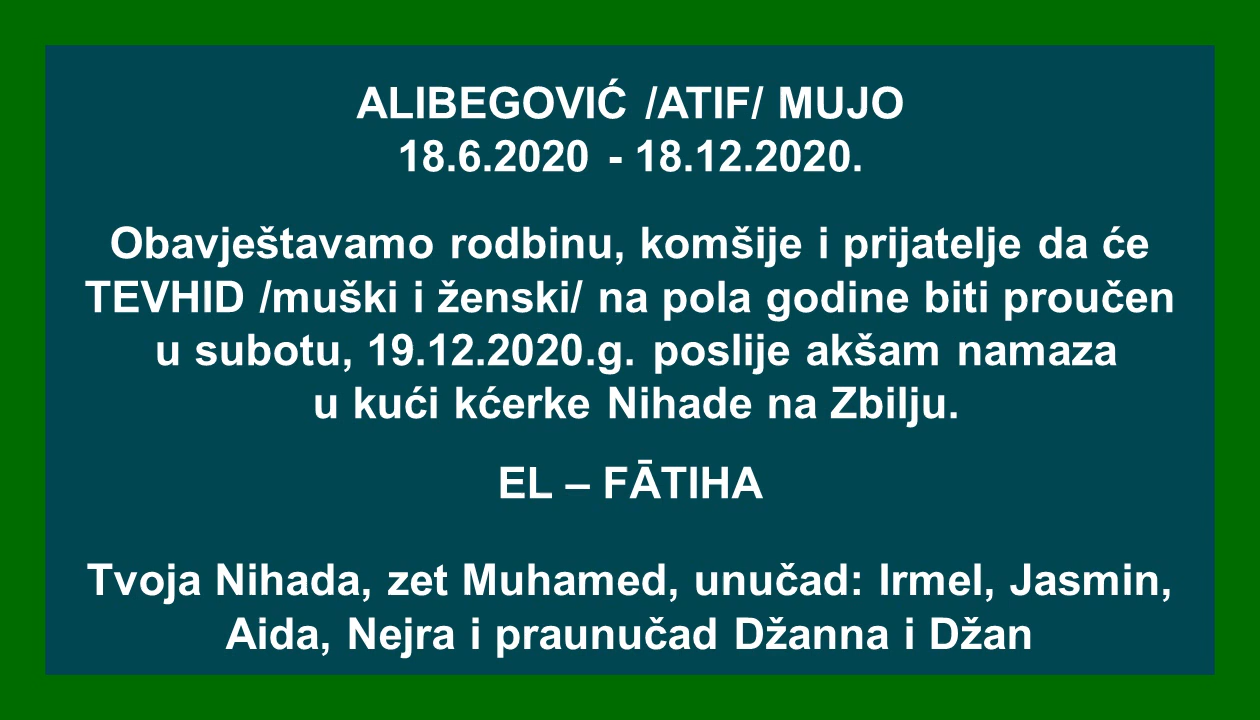 ALIBEGOVIĆ /ATIF/ MUJO
18.6.2020 - 18.12.2020.
Obavještavamo rodbinu, komšije i prijatelje da će
TEVHID /muški i ženski/ na pola godine biti proučen
u subotu, 19.12.2020.g. poslije akšam namaza
u kući kćerke Nihade na Zbilju.
EL – FĀTIHA
Tvoja Nihada, zet Muhamed, unučad: Irmel, Jasmin,
Aida, Nejra i praunučad Džanna i Džan